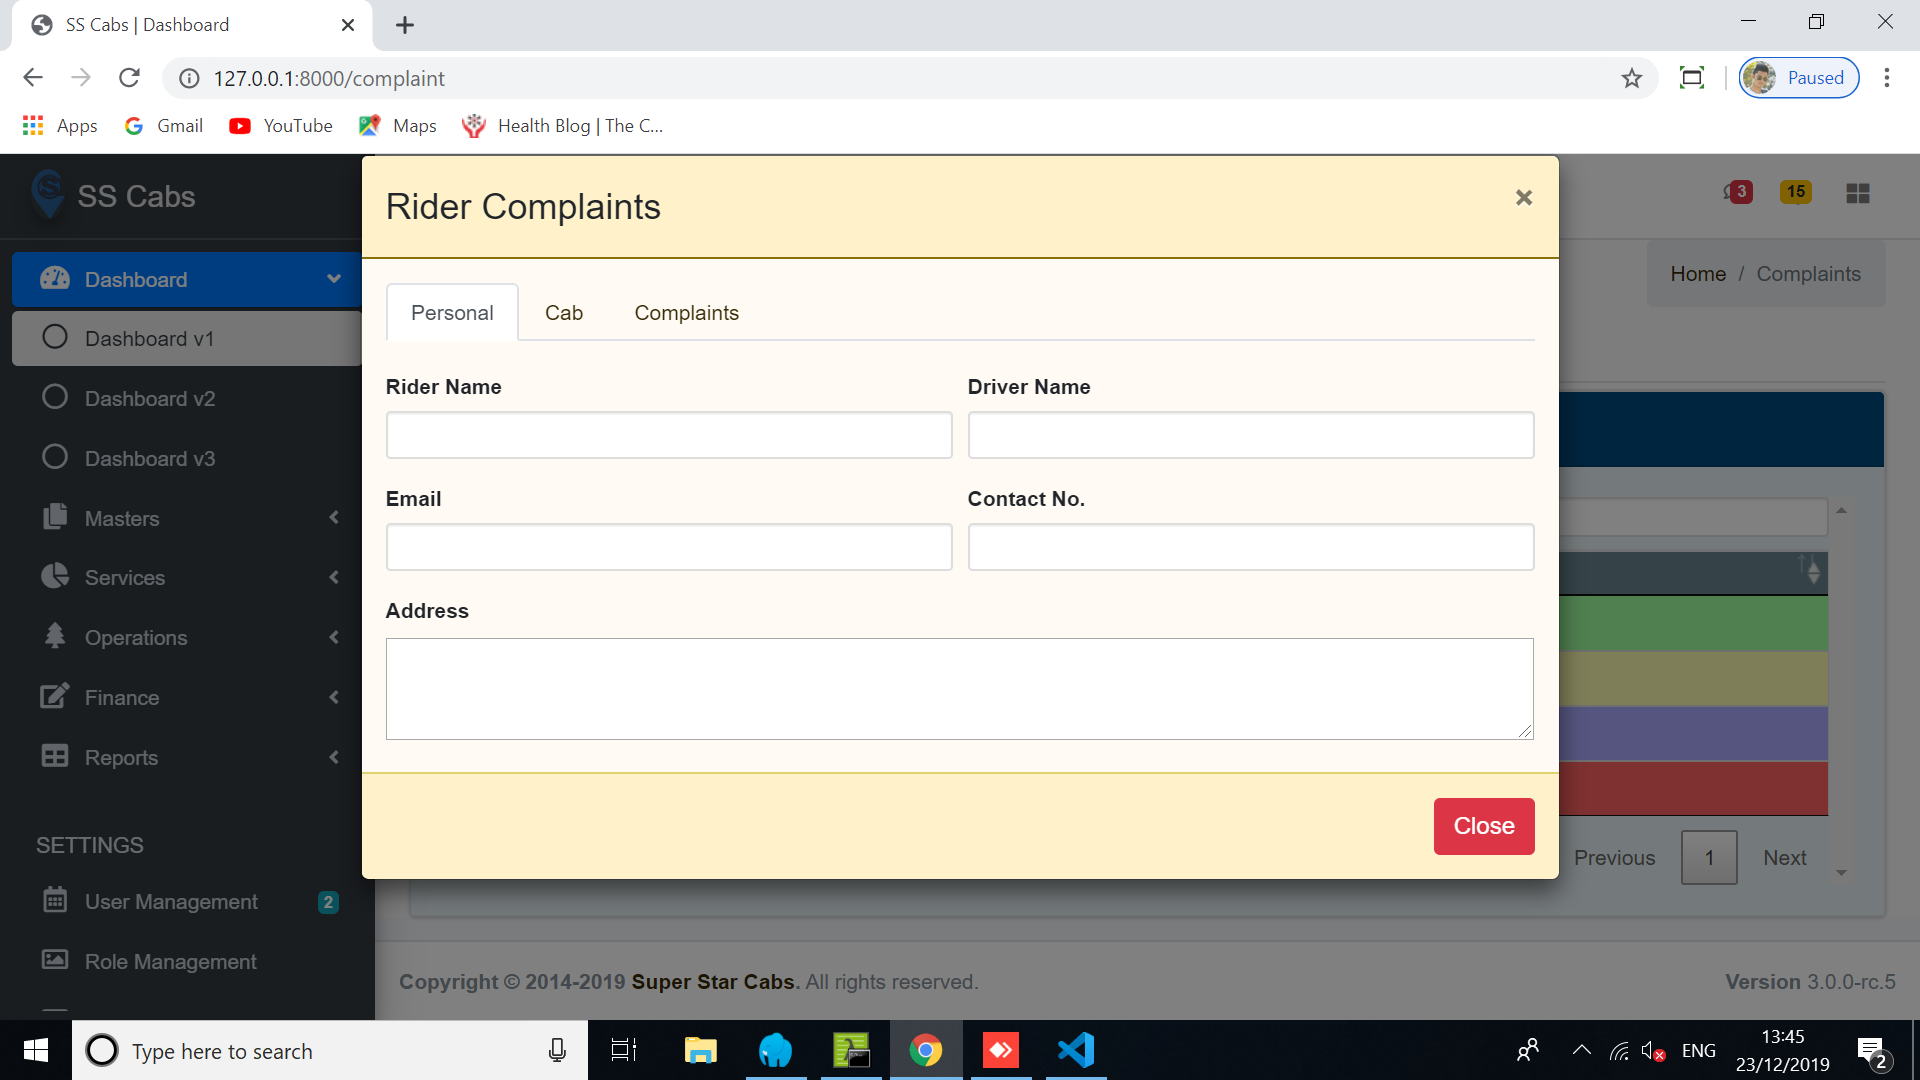 SS Cabs | Dashboard
127.0.0.1:8000/complaint
Paused
Apps
Gmail
YouTube
Maps
Health Blog | The C...
SS Cabs
3
15
Dashboard
Dashboard v1
Dashboard v2
Dashboard v3
Masters
Services
Operations
Finance
Reports
SETTINGS
User Management
2
Role Management
Rider Complaints
×
Home / Complaints
Personal
Cab
Complaints
Rider Name
Driver Name
Email
Contact No.
Address
Close
Previous
1
Next
Copyright © 2014-2019 Super Star Cabs. All rights reserved.
Version 3.0.0-rc.5
Type here to search
ENG
13:45
23/12/2019
2